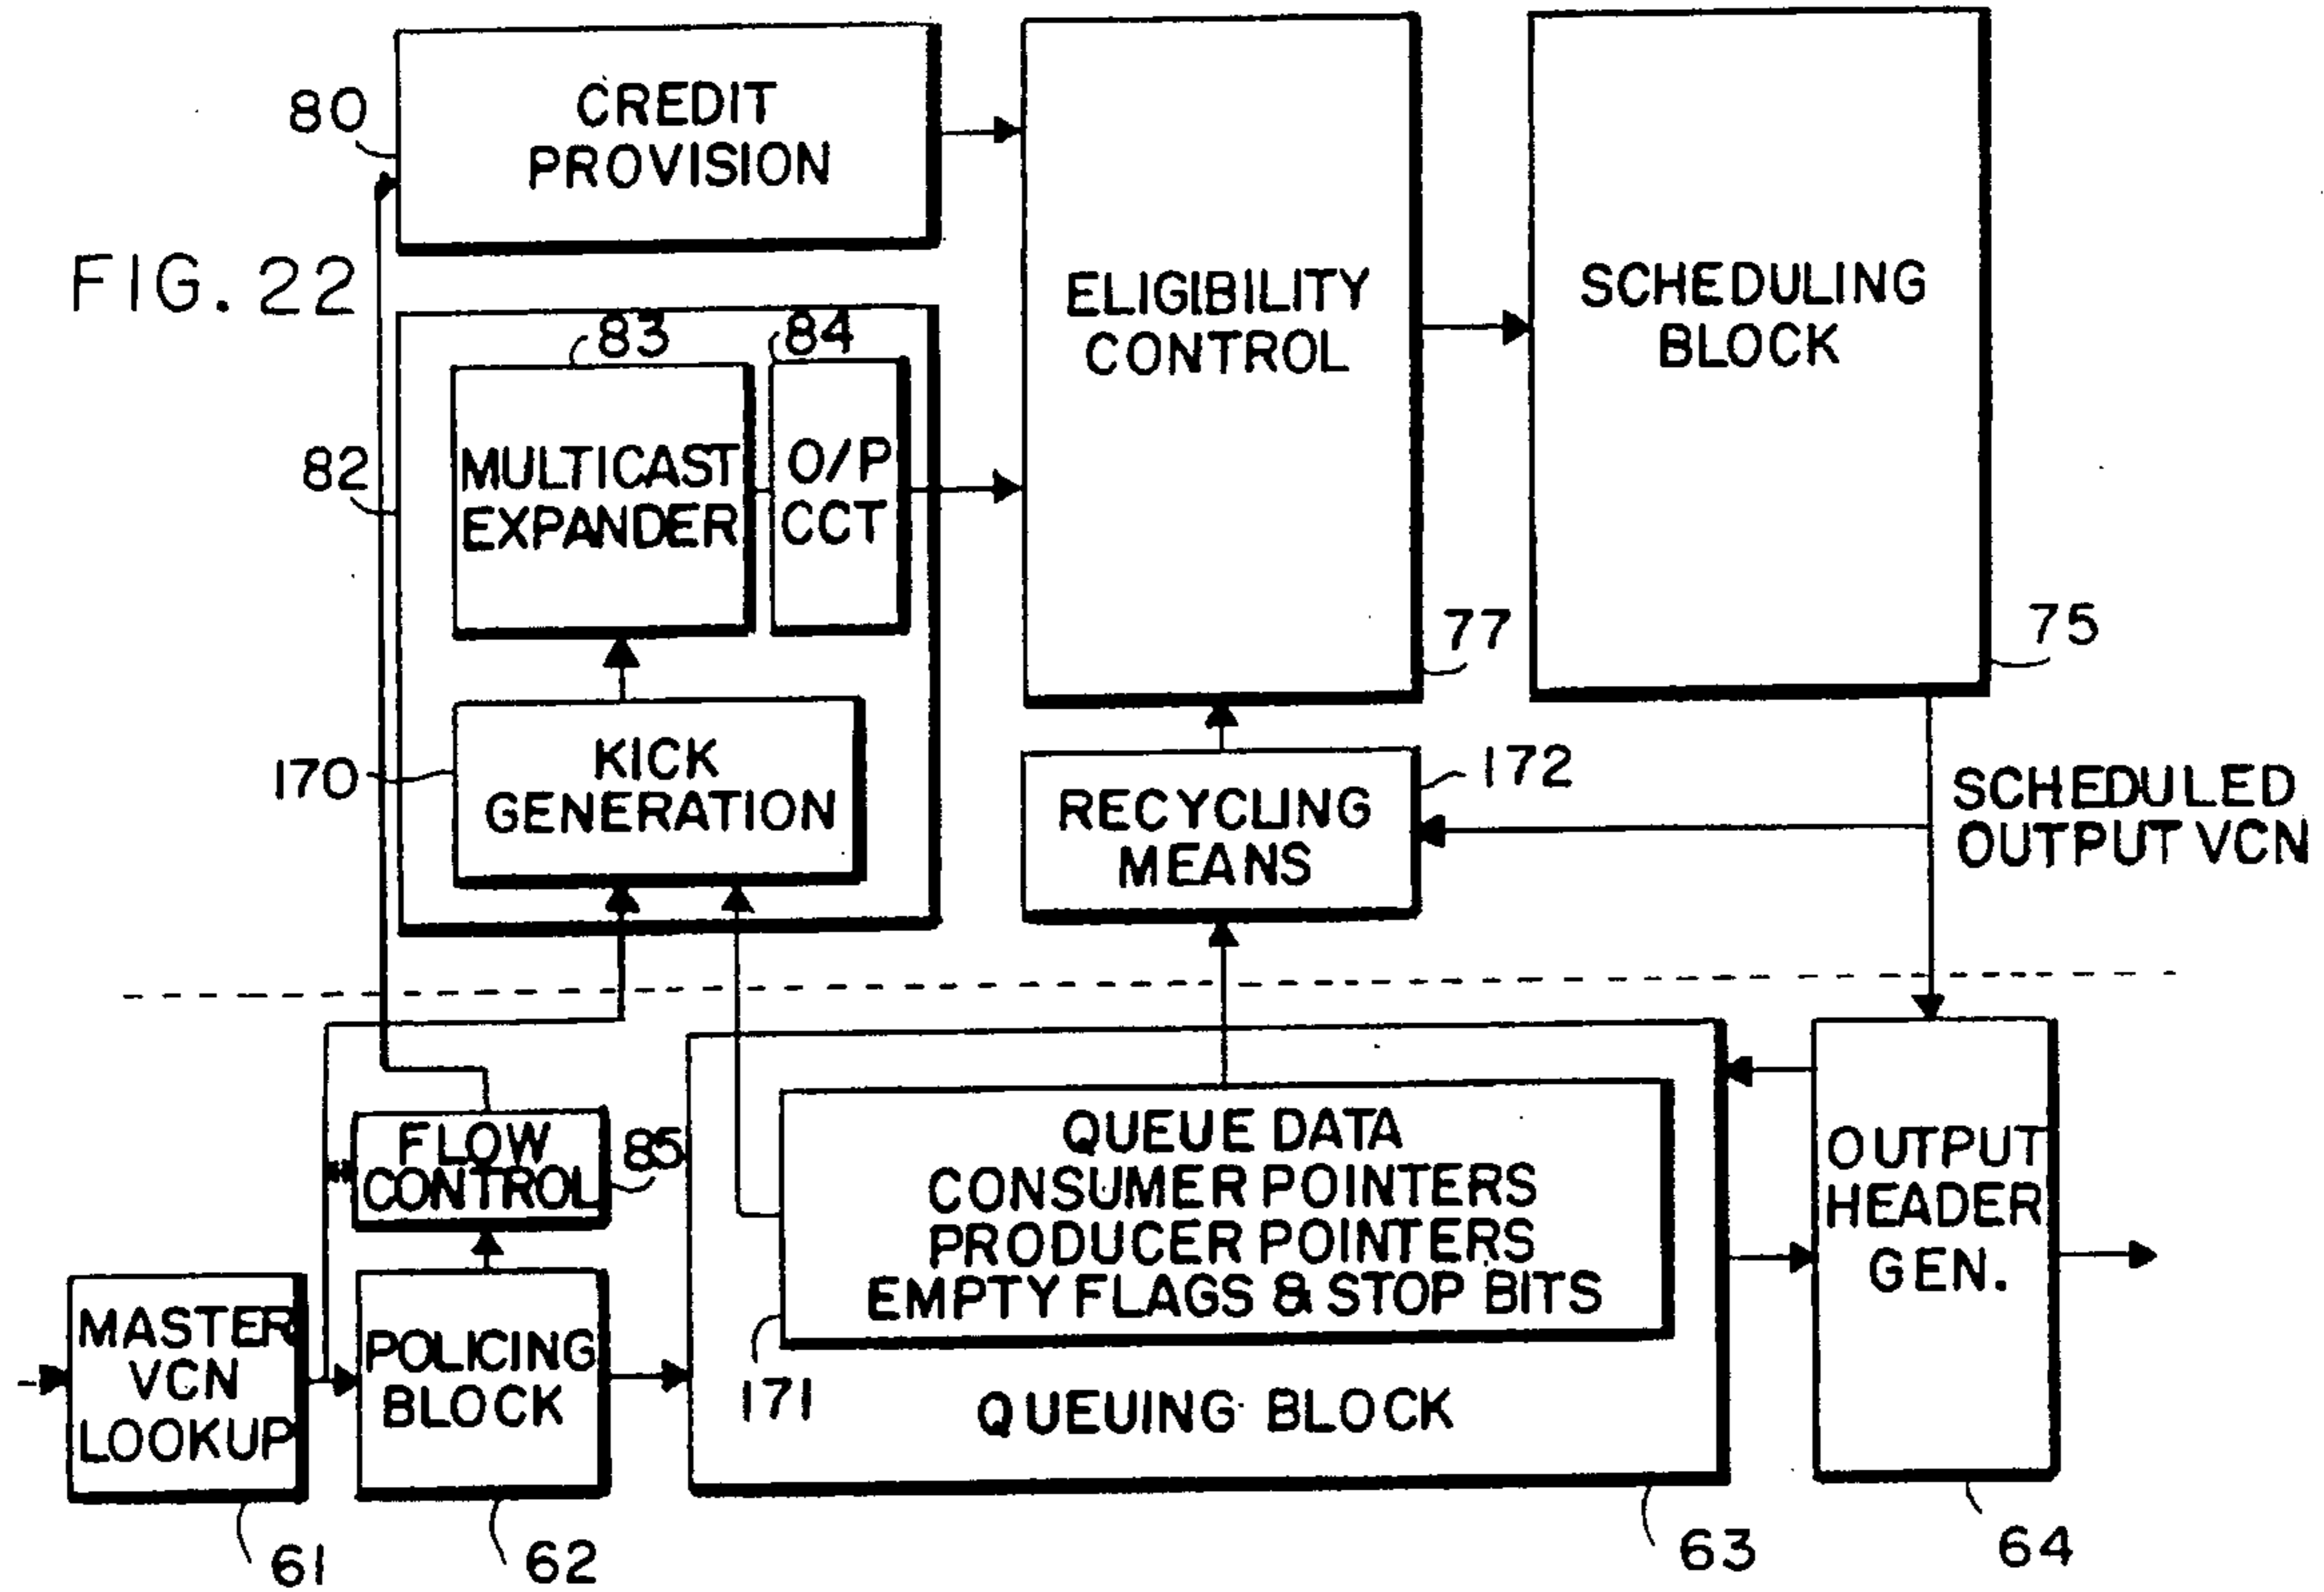 FIG. 22
80
CREDIT
PROVISION
82
83
84
MULTICAST
EXPANDER
O/P
CCT
170
KICK
GENERATION
ELIGIBILITY
CONTROL
77
SCHEDULING
BLOCK
75
RECYCLING
MEANS
172
SCHEDULED
OUTPUT VCN
FLOW
CONTROL
85
MASTER
VCN
LOOKUP
61
POLICING
BLOCK
62
QUEUE DATA
CONSUMER POINTERS
PRODUCER POINTERS
EMPTY FLAGS & STOP BITS
171
QUEUING BLOCK
63
OUTPUT
HEADER
GEN.
64